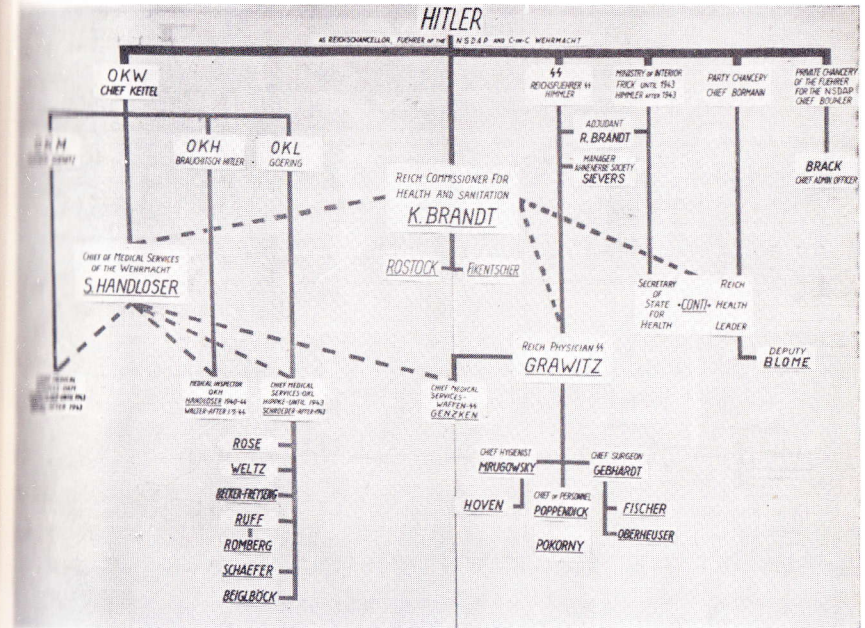 HITLER
AS REICHSCHANCELLOR, FUEHRER OF THE NSDAP AND C-IN-C WEHRMACHT
OKW
CHIEF KEITEL
SS
REICHSFUEHRER SS
HIMMLER
MINISTRY OF INTERIOR
FRICK UNTIL 1943
HIMMLER AFTER 1943
PARTY CHANCERY
CHIEF BORMANN
PRIVATE CHANCERY
OF THE FUEHRER
FOR THE NSDAP
CHIEF BOUHLER
OKM
OKH
BRAUCHITSCH HITLER
OKL
GOERING
ADJUDANT
R. BRANDT
MANAGER
AHNENERBE SOCIETY
SIEVERS
BRACK
CHIEF ADMIN OFFICER
REICH COMMISSIONER FOR
HEALTH AND SANITATION
K. BRANDT
ROSTOCK
FIKENTSCHER
CHIEF OF MEDICAL SERVICES
OF THE WEHRMACHT
S. HANDLOSER
SECRETARY
OF
STATE
FOR
HEALTH
CONTI
REICH
HEALTH
LEADER
DEPUTY
BLOME
REICH PHYSICIAN SS
GRAWITZ
MEDICAL INSPECTOR
OKH
HANDLOSER 1940-44
WALTER-AFTER 1·9·44
CHIEF MEDICAL
SERVICES-OKL
HIPPKE-UNTIL 1943
SCHROEDER-AFTER 1943
CHIEF MEDICAL
SERVICES-
WAFFEN-SS
GENZKEN
ROSE
WELTZ
BECKER-FREYSENG
RUFF
ROMBERG
SCHAEFER
BEIGLBÖCK
CHIEF HYGIENIST
MRUGOWSKY
HOVEN
CHIEF OF PERSONNEL
POPPENDICK
POKORNY
CHIEF SURGEON
GEBHARDT
FISCHER
OBERHEUSER